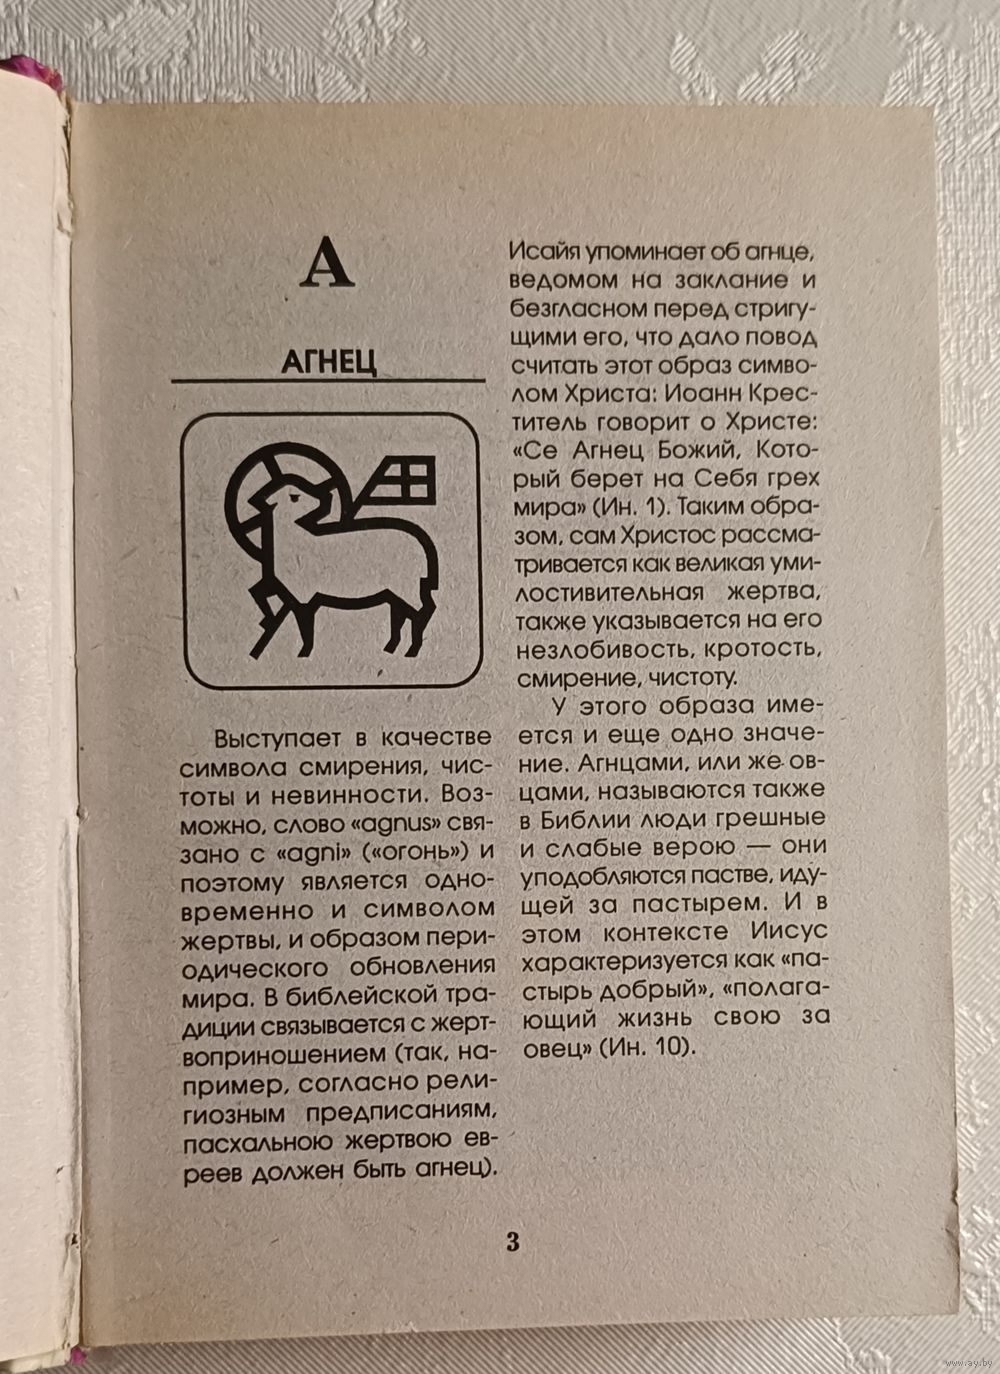 А
АГНЕЦ
Выступает в качестве
символа смирения, чис-
тоты и невинности. Воз-
можно, слово «agnus» свя-
зано с «agni» («огонь») и
поэтому является одно-
временно и символом
жертвы, и образом пери-
одического обновления
мира. В библейской тра-
диции связывается с жерт-
воприношением (так, на-
пример, согласно рели-
гиозным предписаниям,
пасхальною жертвою ев-
реев должен быть агнец).
Исайя упоминает об агнце,
ведомом на заклание и
безгласном перед стригу-
щими его, что дало повод
считать этот образ симво-
лом Христа: Иоанн Крес-
титель говорит о Христе:
«Се Агнец Божий, Кото-
рый берет на Себя грех
мира» (Ин. 1). Таким обра-
зом, сам Христос рассма-
тривается как великая уми-
лостивительная жертва,
также указывается на его
незлобивость, кротость,
смирение, чистоту.
У этого образа име-
ется и еще одно значе-
ние. Агнцами, или же ов-
цами, называются также
в Библии люди грешные
и слабые верою — они
уподобляются пастве, иду-
щей за пастырем. И в
этом контексте Иисус
характеризуется как «па-
стырь добрый», «полага-
ющий жизнь свою за
овец» (Ин. 10).
3
www.ay.by